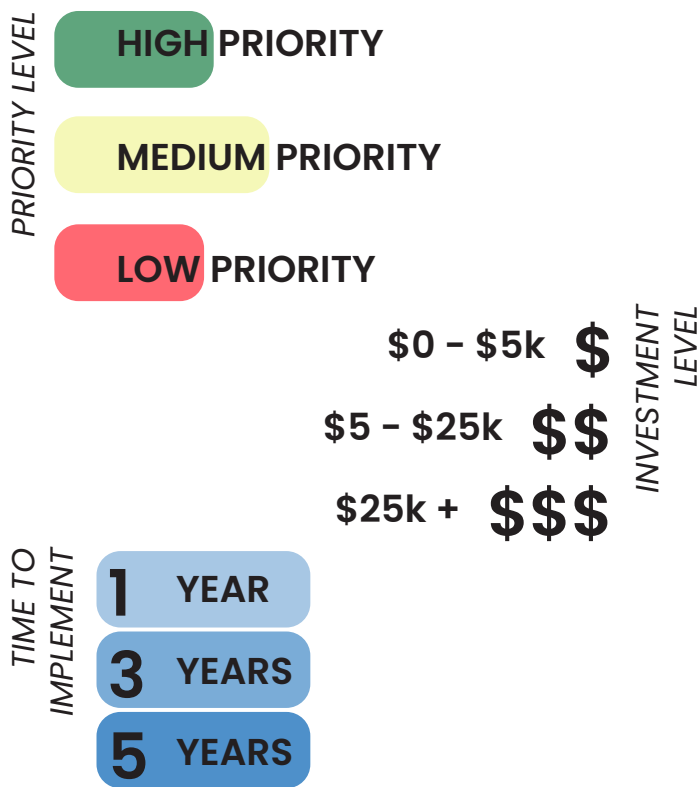 PRIORITY LEVEL
HIGH PRIORITY
MEDIUM PRIORITY
LOW PRIORITY
$0 - $5k $
$5 - $25k $$
$25k + $$$
INVESTMENT
LEVEL
TIME TO
IMPLEMENT
1 YEAR
3 YEARS
5 YEARS